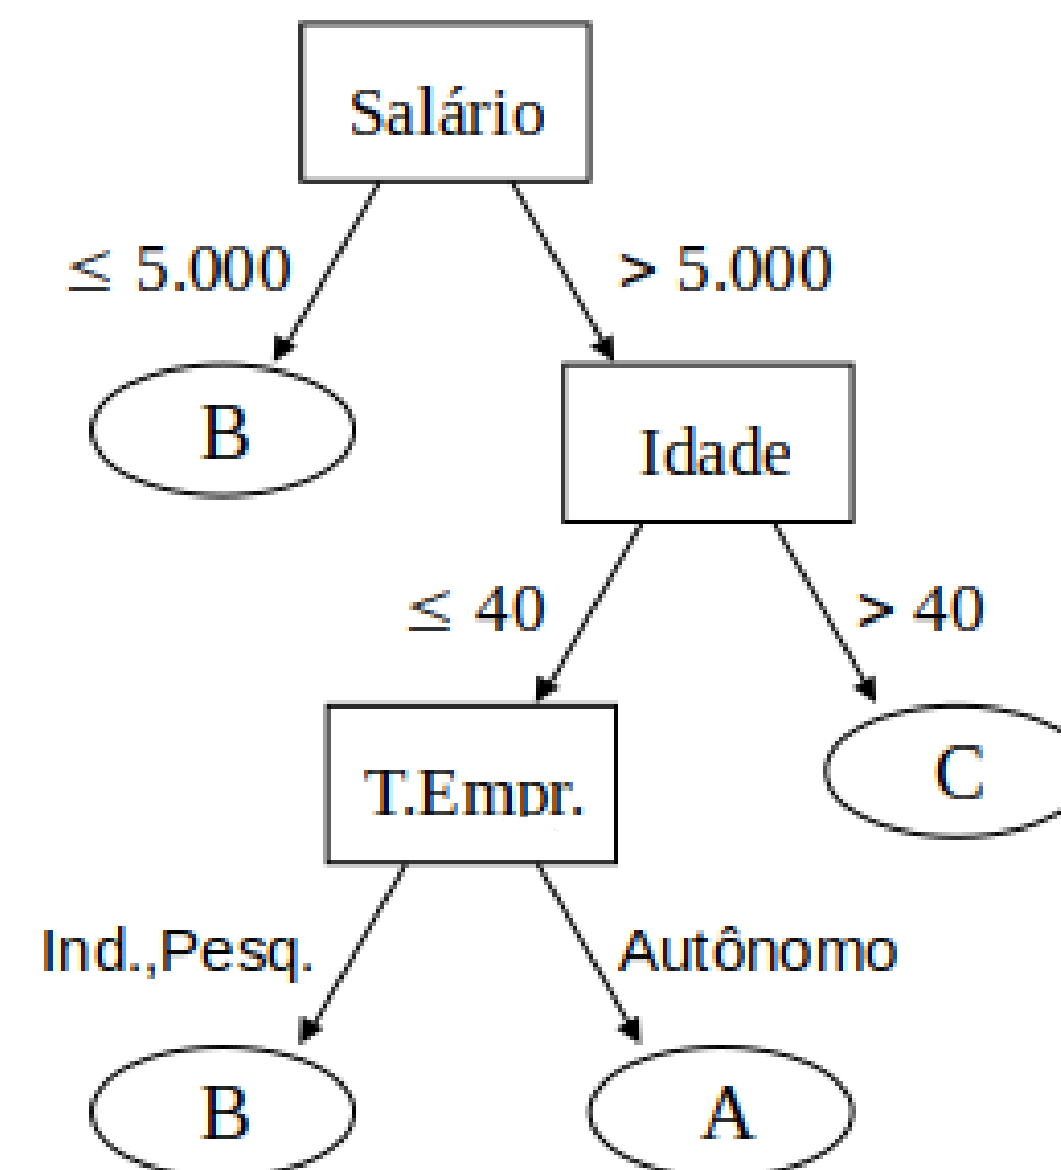 Salário
≤ 5.000
> 5.000
B
Idade
≤ 40
> 40
T.Empr.
C
Ind.,Pesq.
Autônomo
B
A